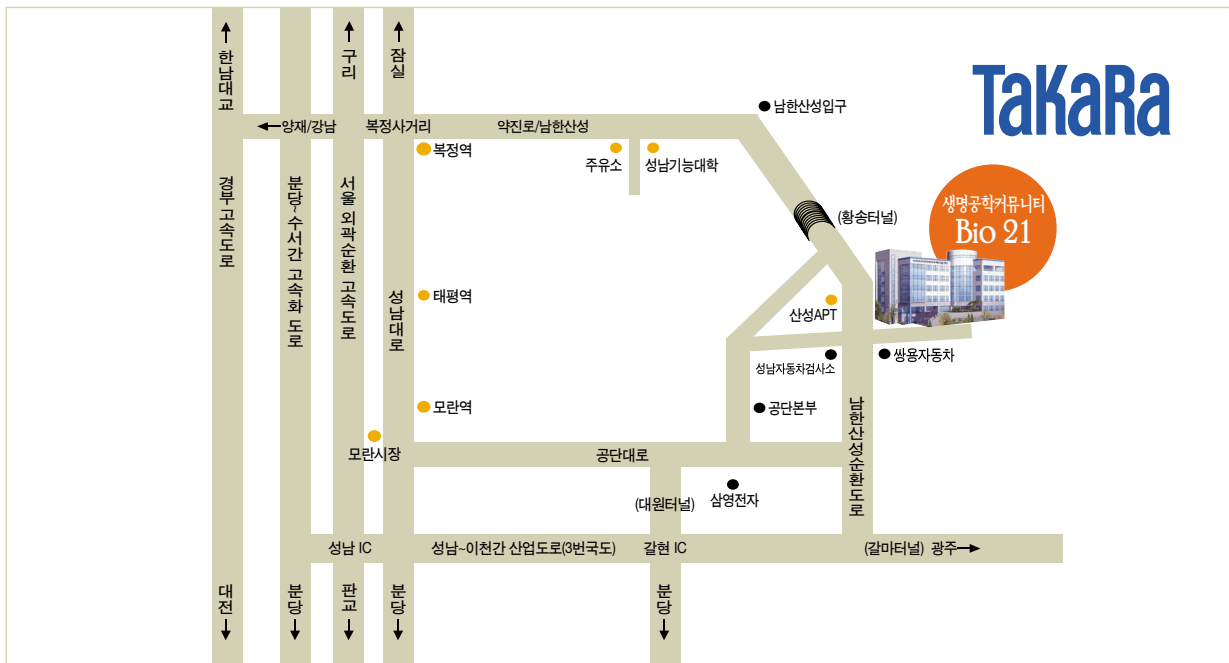 한남대교
구리
잠실
TaKaRa
남한산성입구
양재/강남
복정사거리
약진로/남한산성
복정역
주유소
성남기능대학
경부고속도로
분당~수서간 고속화 도로
서울 외곽순환 고속도로
성남대로
(황송터널)
생명공학커뮤니티
Bio 21
태평역
산성APT
쌍용자동차
성남자동차검사소
모란역
공단본부
남한산성순환도로
모란시장
공단대로
(대원터널)
삼영전자
성남 IC
성남~이천간 산업도로(3번국도)
갈현 IC
(갈마터널) 광주
대전
분당
판교
분당
분당